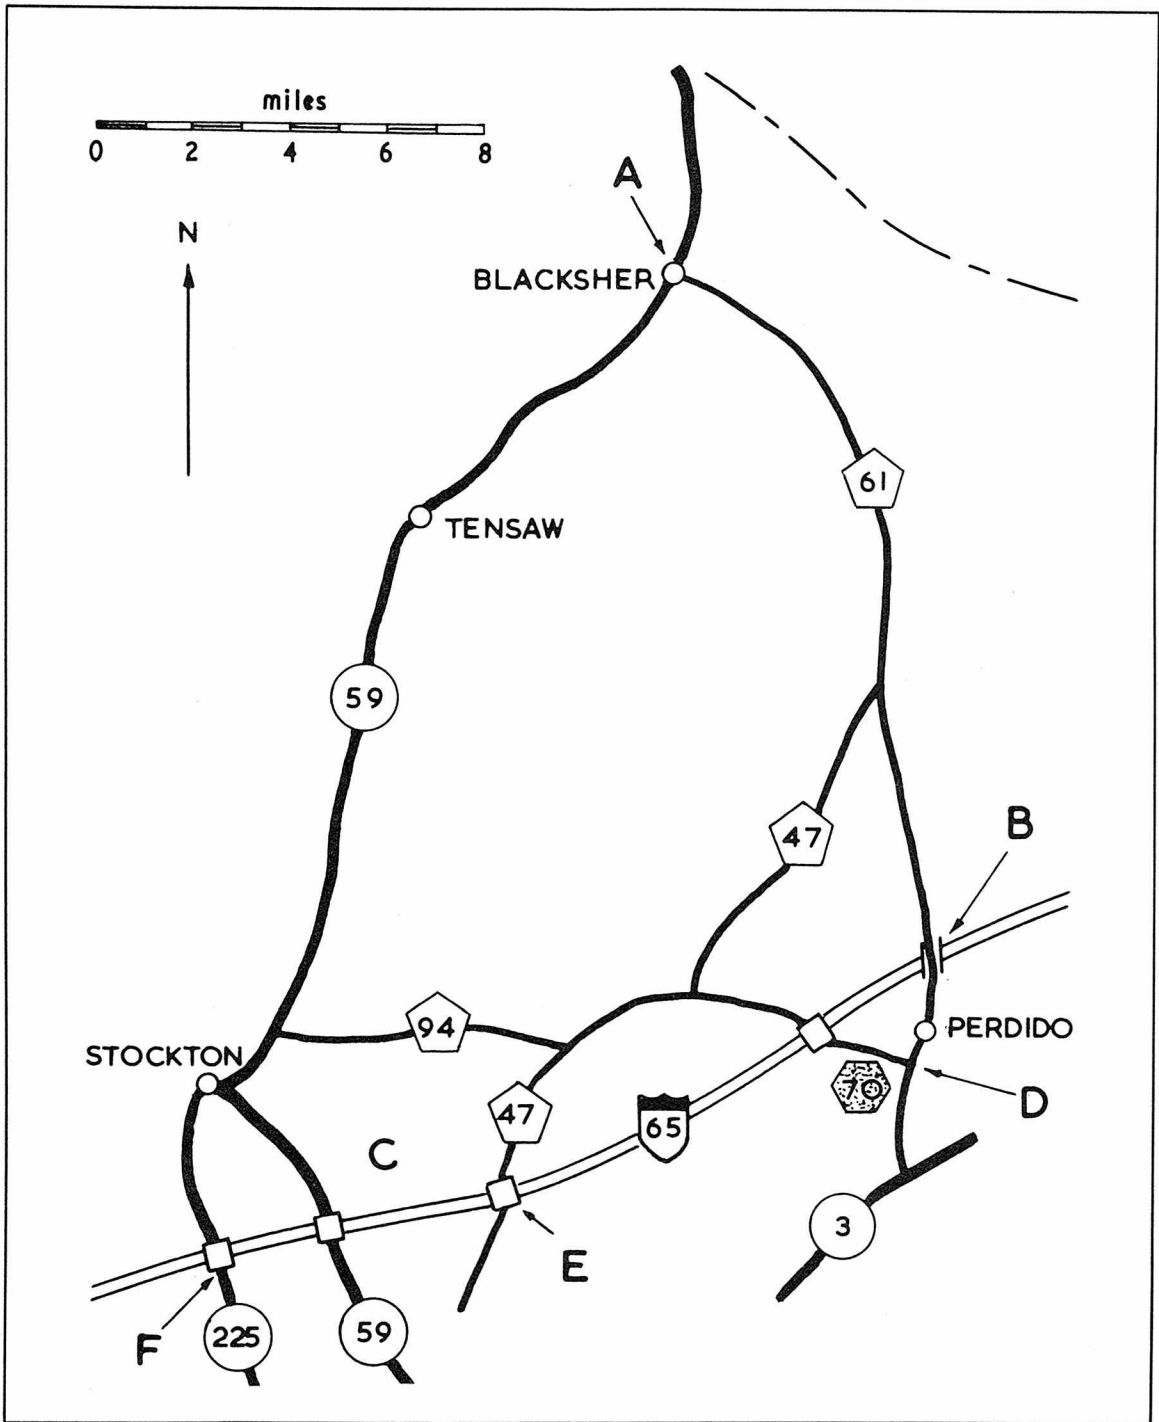 miles
0 2 4 6 8
N
A
BLACKSHER
61
TENSAW
59
47
B
94
PERDIDO
STOCKTON
70
D
47
65
C
3
E
F
225
59